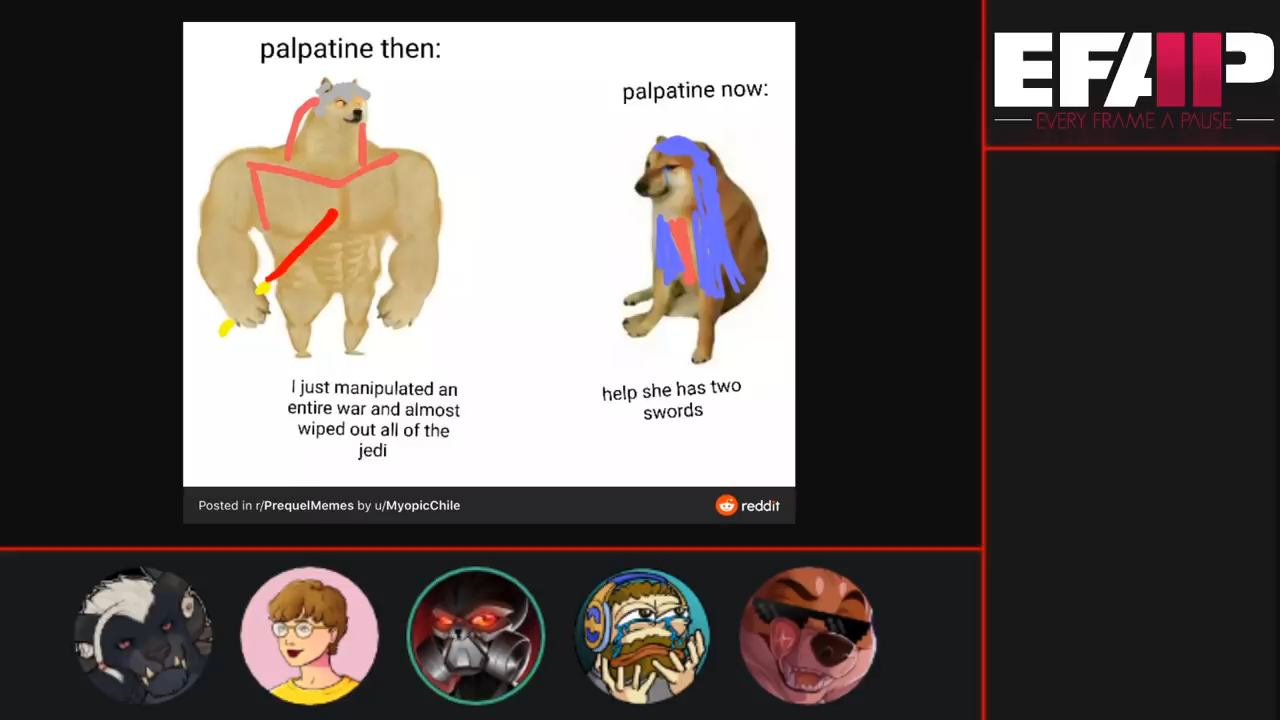 palpatine then:
palpatine now:
I just manipulated an
entire war and almost
wiped out all of the
jedi
help she has two
swords
Posted in r/PrequelMemes by u/MyopicChile
reddit
EFAP
EVERY FRAME A PAUSE